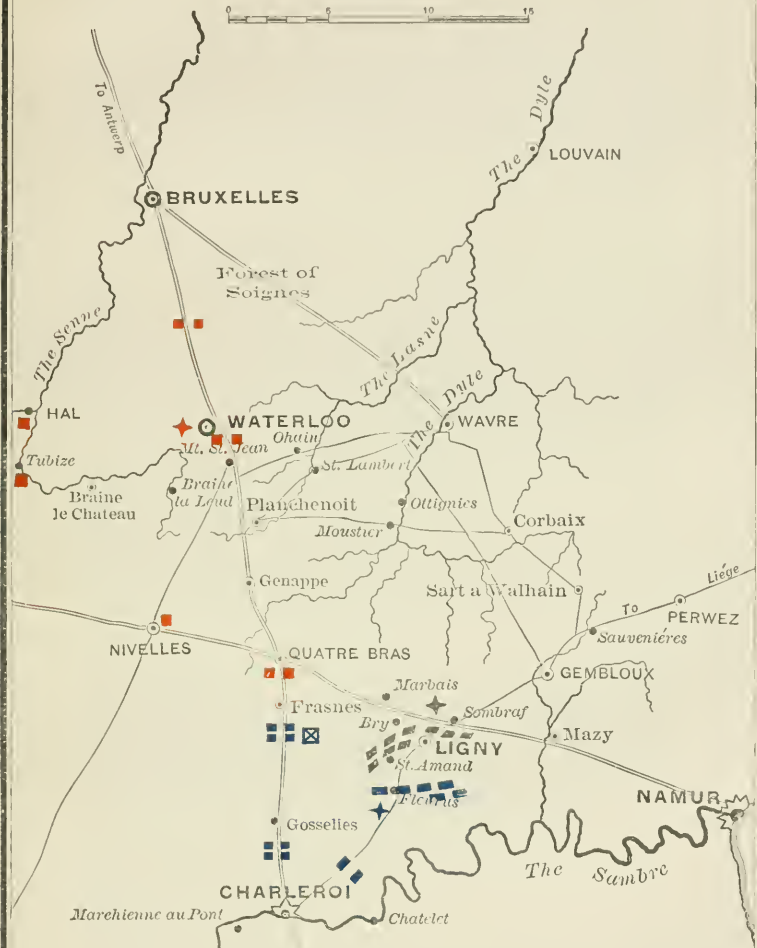 0 5 10 15
To Antwerp
The Dyle
LOUVAIN
BRUXELLES
Forest of
Soignes
The Senne
The Lasne
The Dyle
HAL
WATERLOO
WAVRE
Ohain
Mt. St. Jean
Tubize
St. Lambert
Braine
la Leud
Braine
le Chateau
Planchenoit
Ottignies
Moustier
Corbaix
Genappe
Sart a Walhain
To Liége
PERWEZ
Sauveniéres
NIVELLES
QUATRE BRAS
GEMBLOUX
Marbais
Frasnes
Bry
Sombraf
Mazy
LIGNY
St. Amand
Fleurus
NAMUR
Gosselies
The Sambre
CHARLEROI
Marchienne au Pont
Chatelet